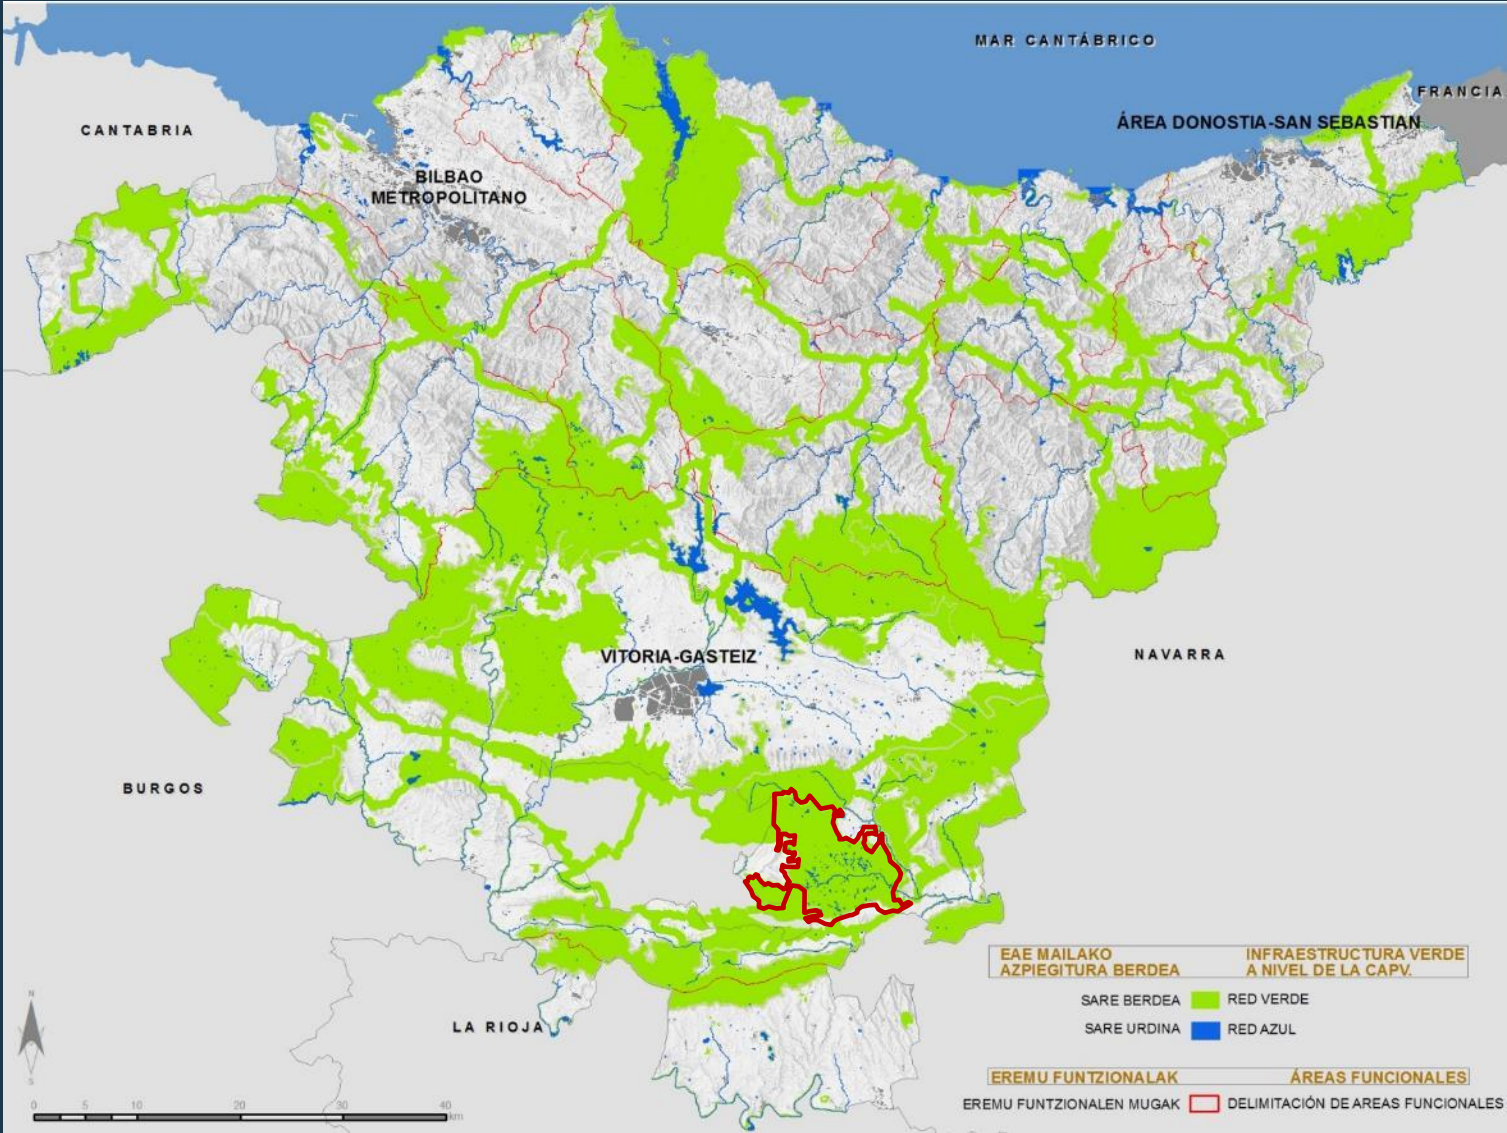 MAR CANTÁBRICO
FRANCIA
CANTABRIA
ÁREA DONOSTIA-SAN SEBASTIAN
BILBAO
METROPOLITANO
VITORIA-GASTEIZ
NAVARRA
BURGOS
LA RIOJA
EAE MAILAKO
AZPIEGITURA BERDEA
INFRAESTRUCTURA VERDE
A NIVEL DE LA CAPV.
SARE BERDEA RED VERDE
SARE URDINA RED AZUL
EREMU FUNTZIONALAK ÁREAS FUNCIONALES
EREMU FUNTZIONALEN MUGAK DELIMITACIÓN DE AREAS FUNCIONALES
N
S
0 5 10 20 30 40
km